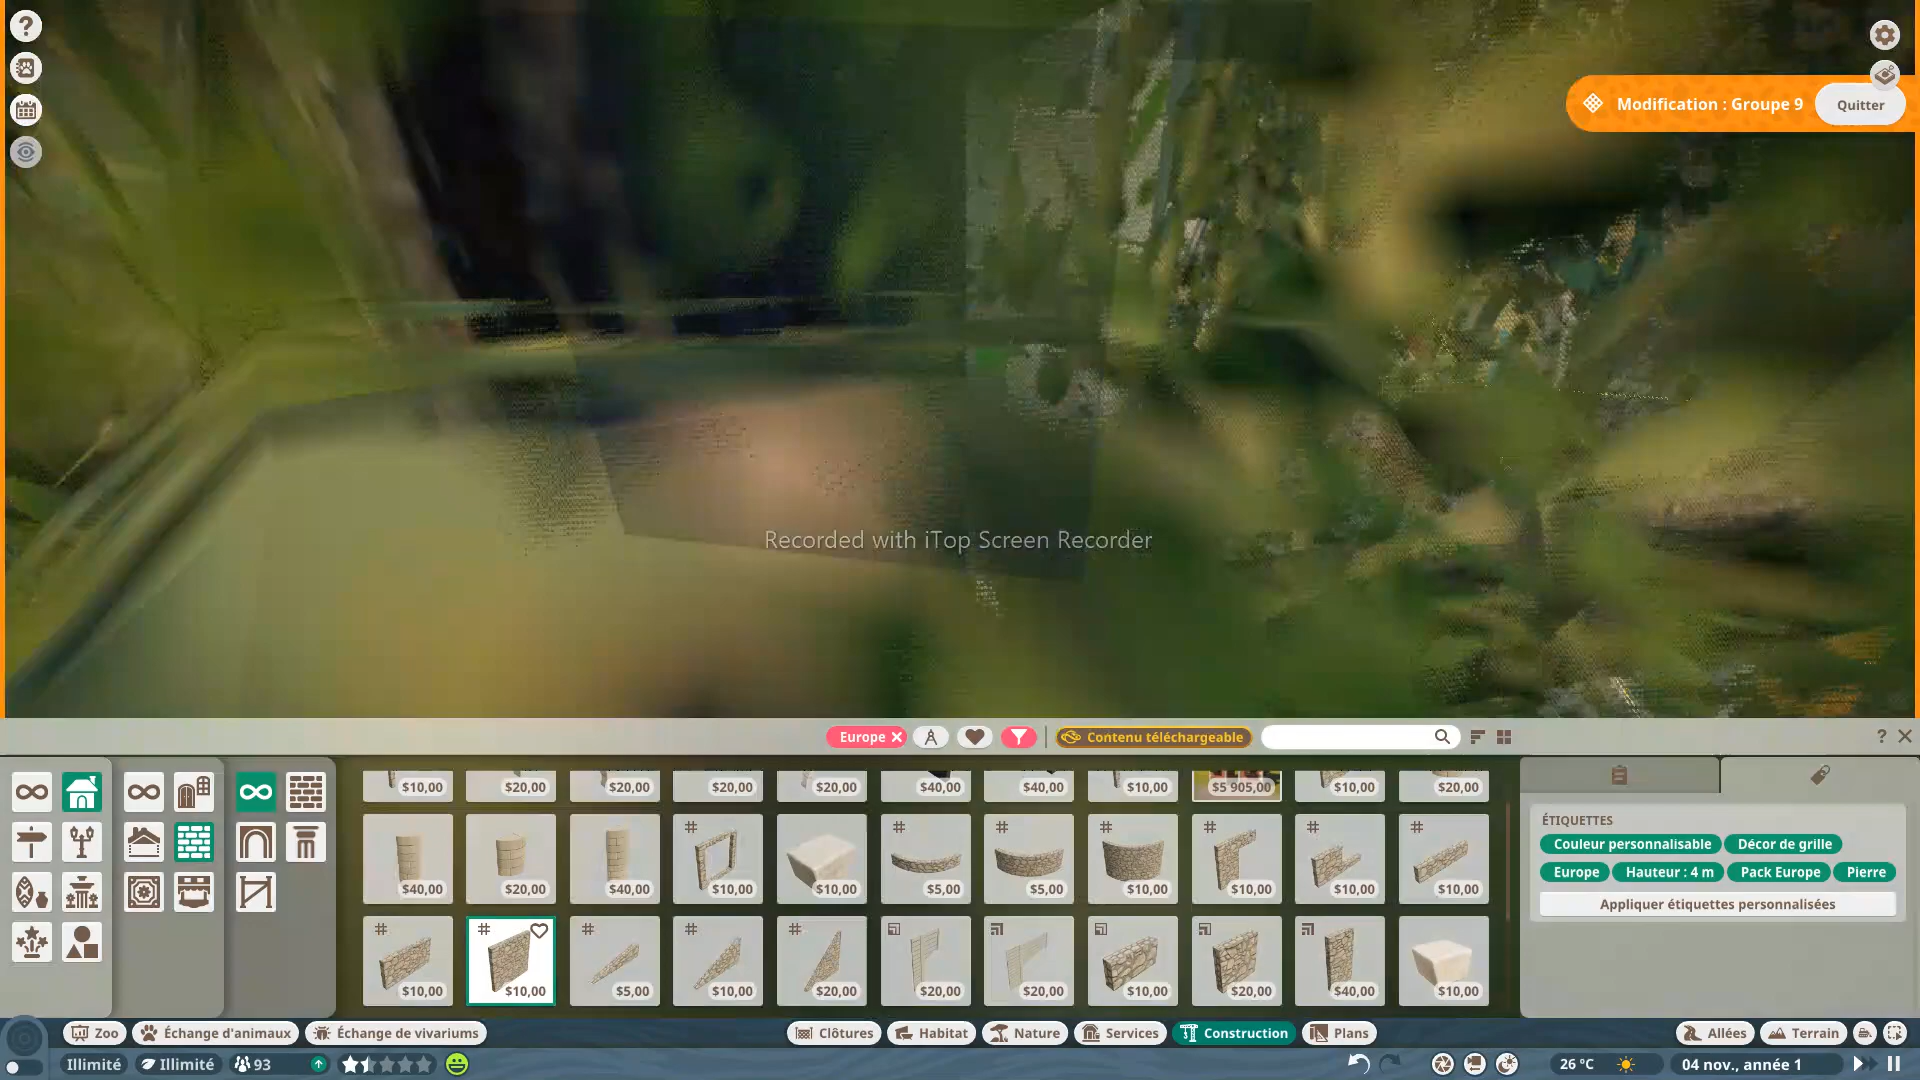 ?
Modification : Groupe 9
Quitter
Recorded with iTop Screen Recorder
Europe
Contenu téléchargeable
?
$10,00 $20,00 $20,00 $20,00 $20,00 $40,00 $40,00 $10,00 $5 905,00 $10,00 $20,00
$40,00 $20,00 $40,00 $10,00 $10,00 $5,00 $5,00 $10,00 $10,00 $10,00 $10,00
$10,00 $10,00 $5,00 $10,00 $20,00 $20,00 $20,00 $10,00 $20,00 $40,00 $10,00
ÉTIQUETTES
Couleur personnalisable Décor de grille
Europe Hauteur : 4 m Pack Europe Pierre
Appliquer étiquettes personnalisées
Zoo Échange d'animaux Échange de vivariums Clôtures Habitat Nature Services Construction Plans Allées Terrain
Illimité Illimité 93 26 °C 04 nov., année 1